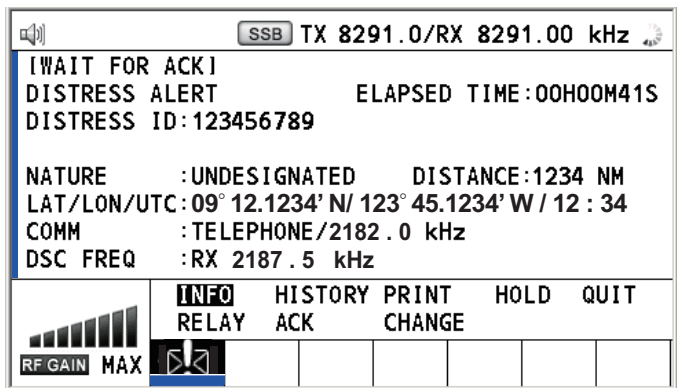 SSB TX 8291.0/RX 8291.00 kHz
[WAIT FOR ACK]
DISTRESS ALERT ELAPSED TIME:00H00M41S
DISTRESS ID:123456789
NATURE :UNDESIGNATED DISTANCE:1234 NM
LAT/LON/UTC:09° 12.1234' N/ 123° 45.1234' W / 12 : 34
COMM :TELEPHONE/2182.0 kHz
DSC FREQ :RX 2187.5 kHz
INFO HISTORY PRINT HOLD QUIT
RELAY ACK CHANGE
RF GAIN MAX